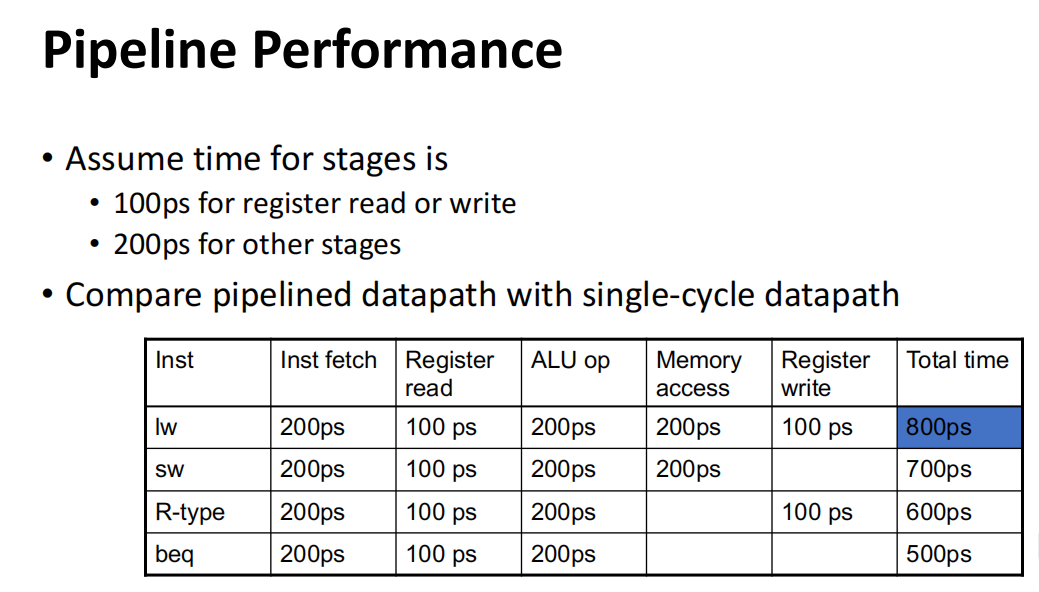 Pipeline Performance
• Assume time for stages is
• 100ps for register read or write
• 200ps for other stages
• Compare pipelined datapath with single-cycle datapath
Inst Inst fetch Register read ALU op Memory access Register write Total time
lw 200ps 100 ps 200ps 200ps 100 ps 800ps
sw 200ps 100 ps 200ps 200ps 700ps
R-type 200ps 100 ps 200ps 100 ps 600ps
beq 200ps 100 ps 200ps 500ps